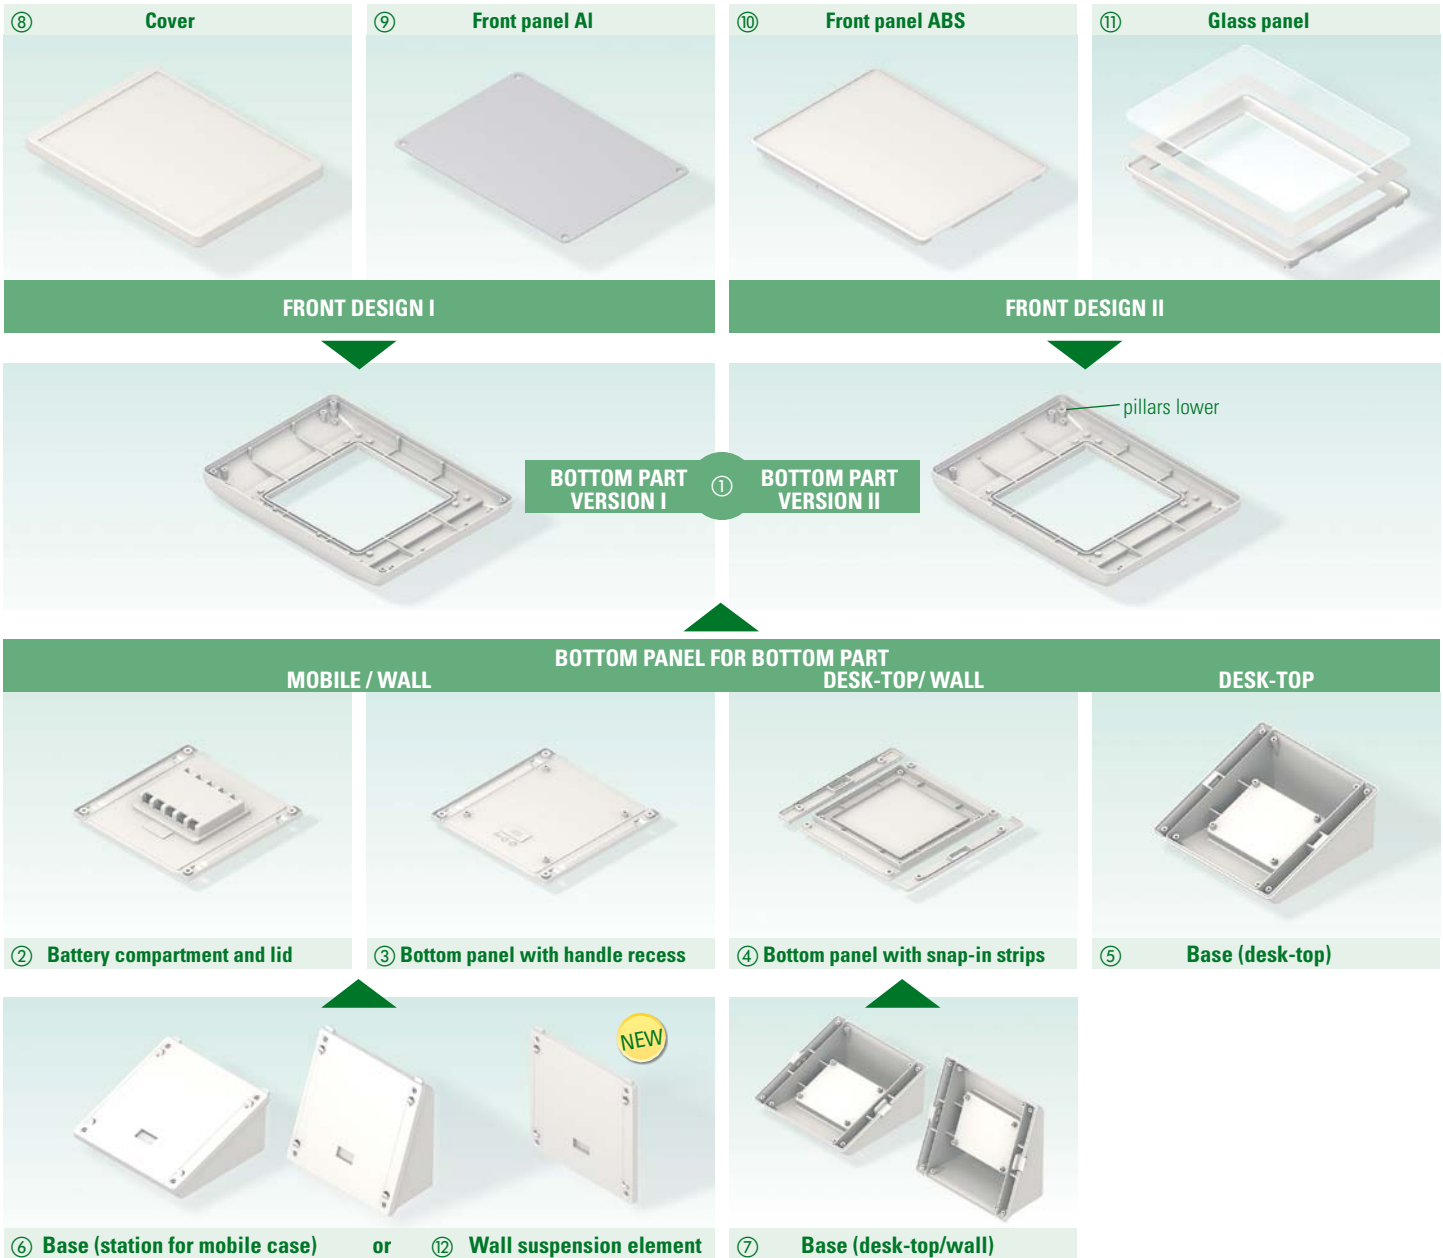 ⑧ Cover
⑨ Front panel Al
⑩ Front panel ABS
⑪ Glass panel
FRONT DESIGN I
FRONT DESIGN II
pillars lower
BOTTOM PART
VERSION I
①
BOTTOM PART
VERSION II
BOTTOM PANEL FOR BOTTOM PART
MOBILE / WALL
DESK-TOP/ WALL
DESK-TOP
② Battery compartment and lid
③ Bottom panel with handle recess
④ Bottom panel with snap-in strips
⑤ Base (desk-top)
NEW
⑥ Base (station for mobile case) or ⑫ Wall suspension element
⑦ Base (desk-top/wall)